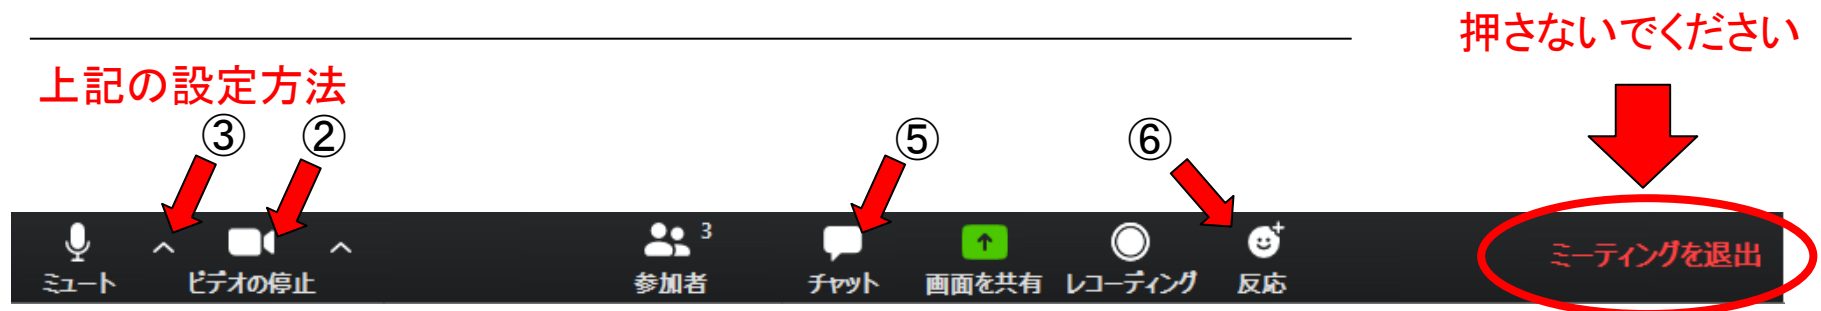 押さないでください
上記の設定方法
③ ② ⑤ ⑥
3
ミュート ビデオの停止 参加者 チャット 画面を共有 レコーディング 反応 ミーティングを退出